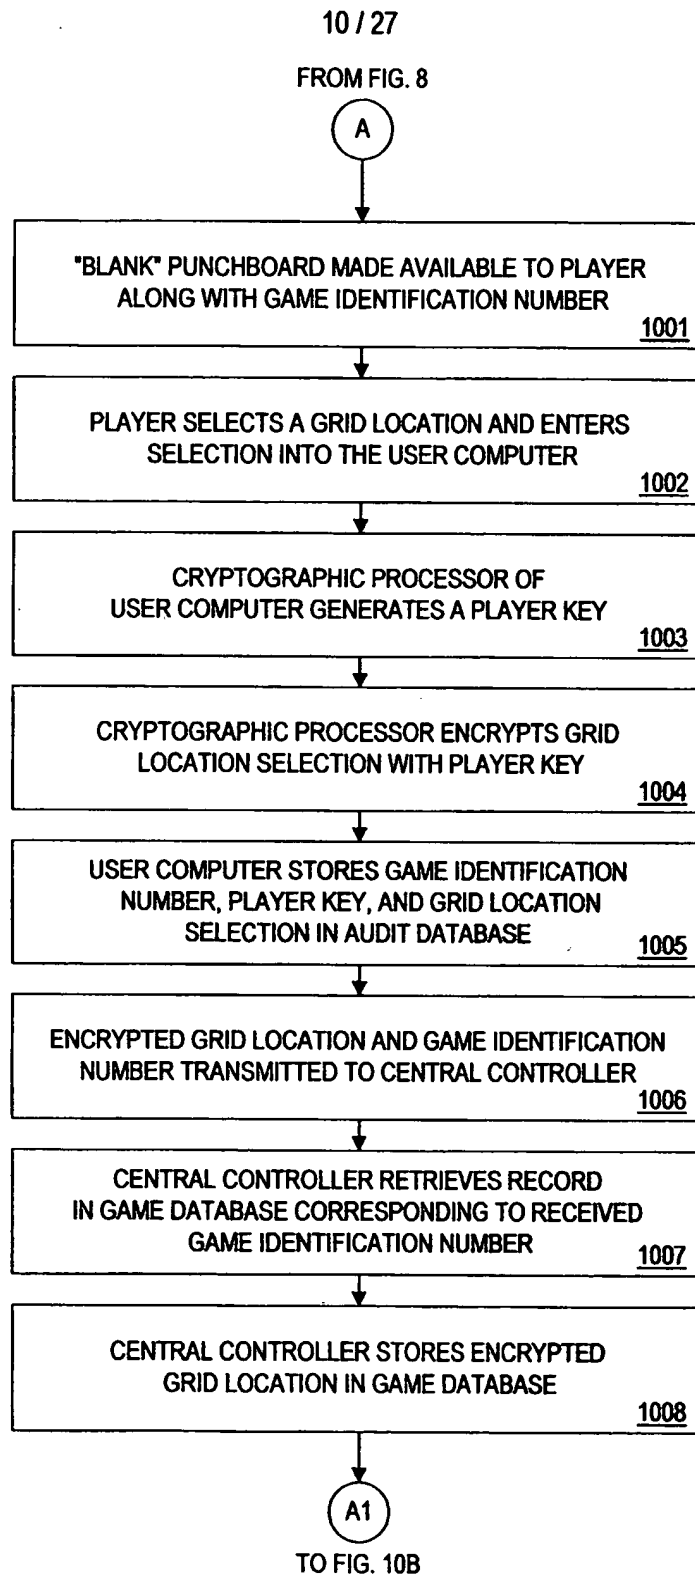 10 / 27
FROM FIG. 8
A
"BLANK" PUNCHBOARD MADE AVAILABLE TO PLAYER
ALONG WITH GAME IDENTIFICATION NUMBER
1001
PLAYER SELECTS A GRID LOCATION AND ENTERS
SELECTION INTO THE USER COMPUTER
1002
CRYPTOGRAPHIC PROCESSOR OF
USER COMPUTER GENERATES A PLAYER KEY
1003
CRYPTOGRAPHIC PROCESSOR ENCRYPTS GRID
LOCATION SELECTION WITH PLAYER KEY
1004
USER COMPUTER STORES GAME IDENTIFICATION
NUMBER, PLAYER KEY, AND GRID LOCATION
SELECTION IN AUDIT DATABASE
1005
ENCRYPTED GRID LOCATION AND GAME IDENTIFICATION
NUMBER TRANSMITTED TO CENTRAL CONTROLLER
1006
CENTRAL CONTROLLER RETRIEVES RECORD
IN GAME DATABASE CORRESPONDING TO RECEIVED
GAME IDENTIFICATION NUMBER
1007
CENTRAL CONTROLLER STORES ENCRYPTED
GRID LOCATION IN GAME DATABASE
1008
A1
TO FIG. 10B